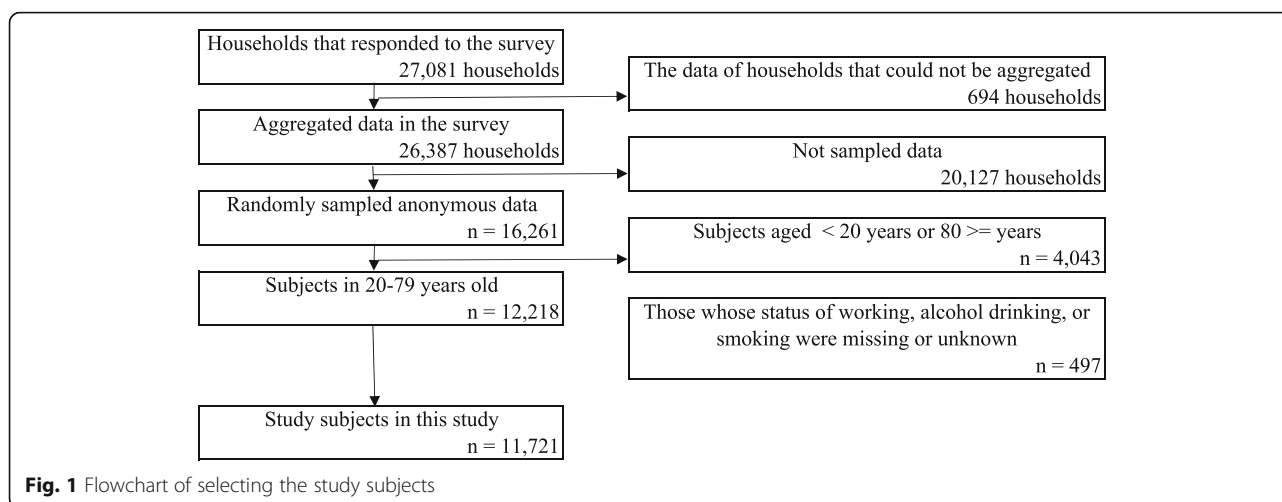 Households that responded to the survey
27,081 households
The data of households that could not be aggregated
694 households
Aggregated data in the survey
26,387 households
Not sampled data
20,127 households
Randomly sampled anonymous data
n = 16,261
Subjects aged < 20 years or 80 >= years
n = 4,043
Subjects in 20-79 years old
n = 12,218
Those whose status of working, alcohol drinking, or
smoking were missing or unknown
n = 497
Study subjects in this study
n = 11,721
Fig. 1 Flowchart of selecting the study subjects